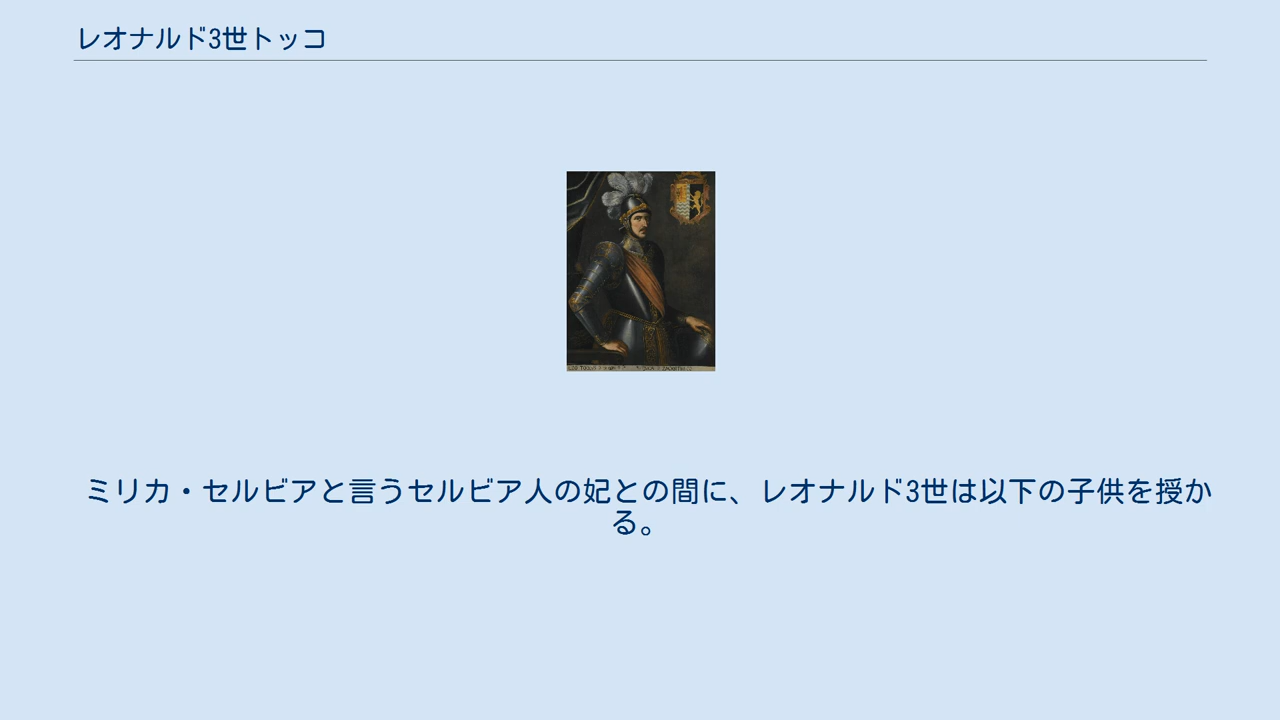 レオナルド3世トッコ
ミリカ・セルビアと言うセルビア人の妃との間に、レオナルド3世は以下の子供を授か
る。